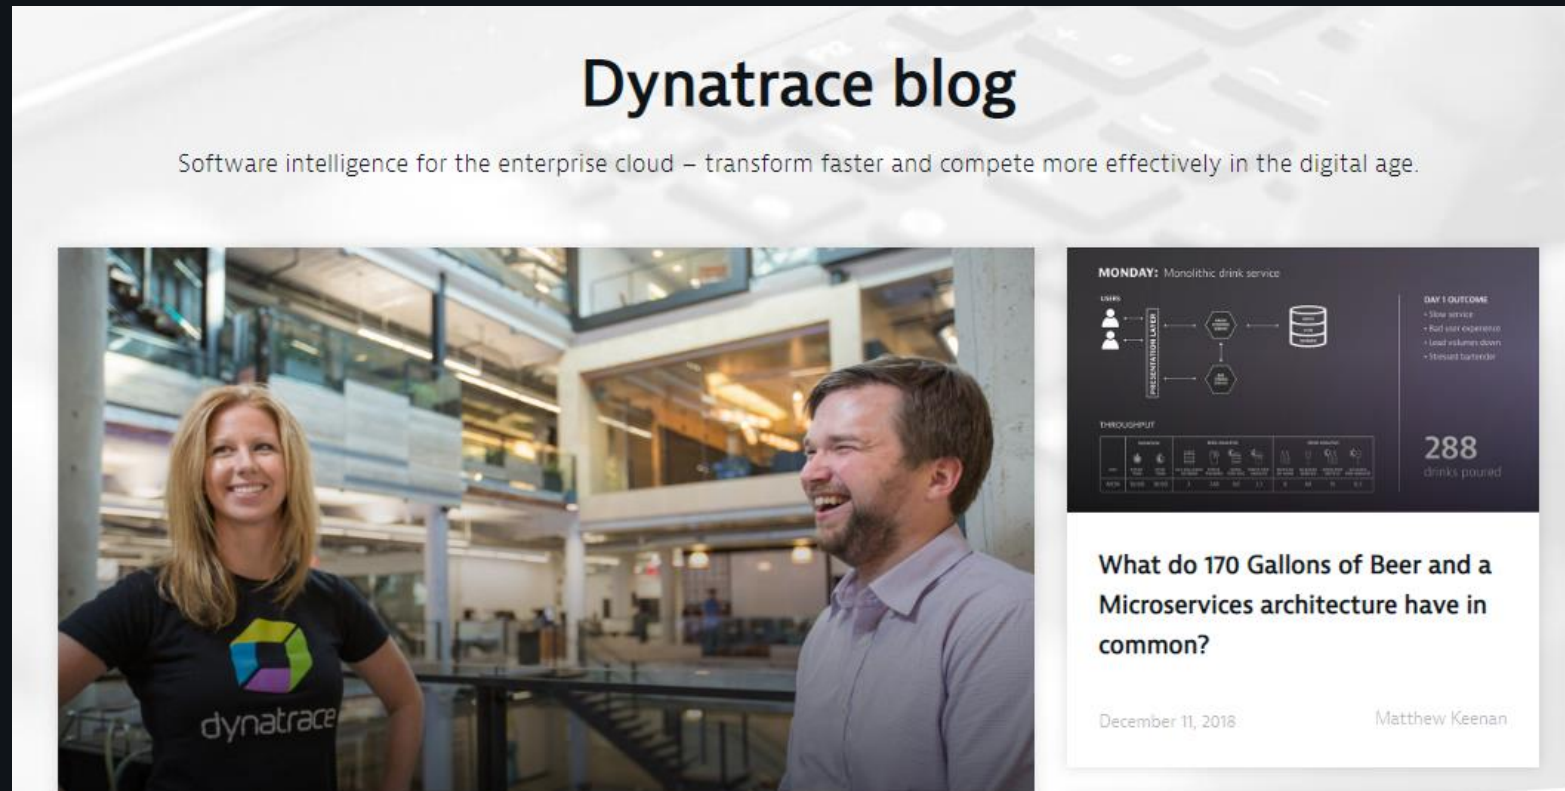 Dynatrace blog
Software intelligence for the enterprise cloud – transform faster and compete more effectively in the digital age.
dynatrace
MONDAY: Monolithic drink service
USERS
PRESENTATION LAYER
DAY 1 OUTCOME
• Slow service
• Bad user experience
• Lead volumes down
• Stressed bartender
THROUGHPUT
288
drinks poured
What do 170 Gallons of Beer and a
Microservices architecture have in
common?
December 11, 2018
Matthew Keenan